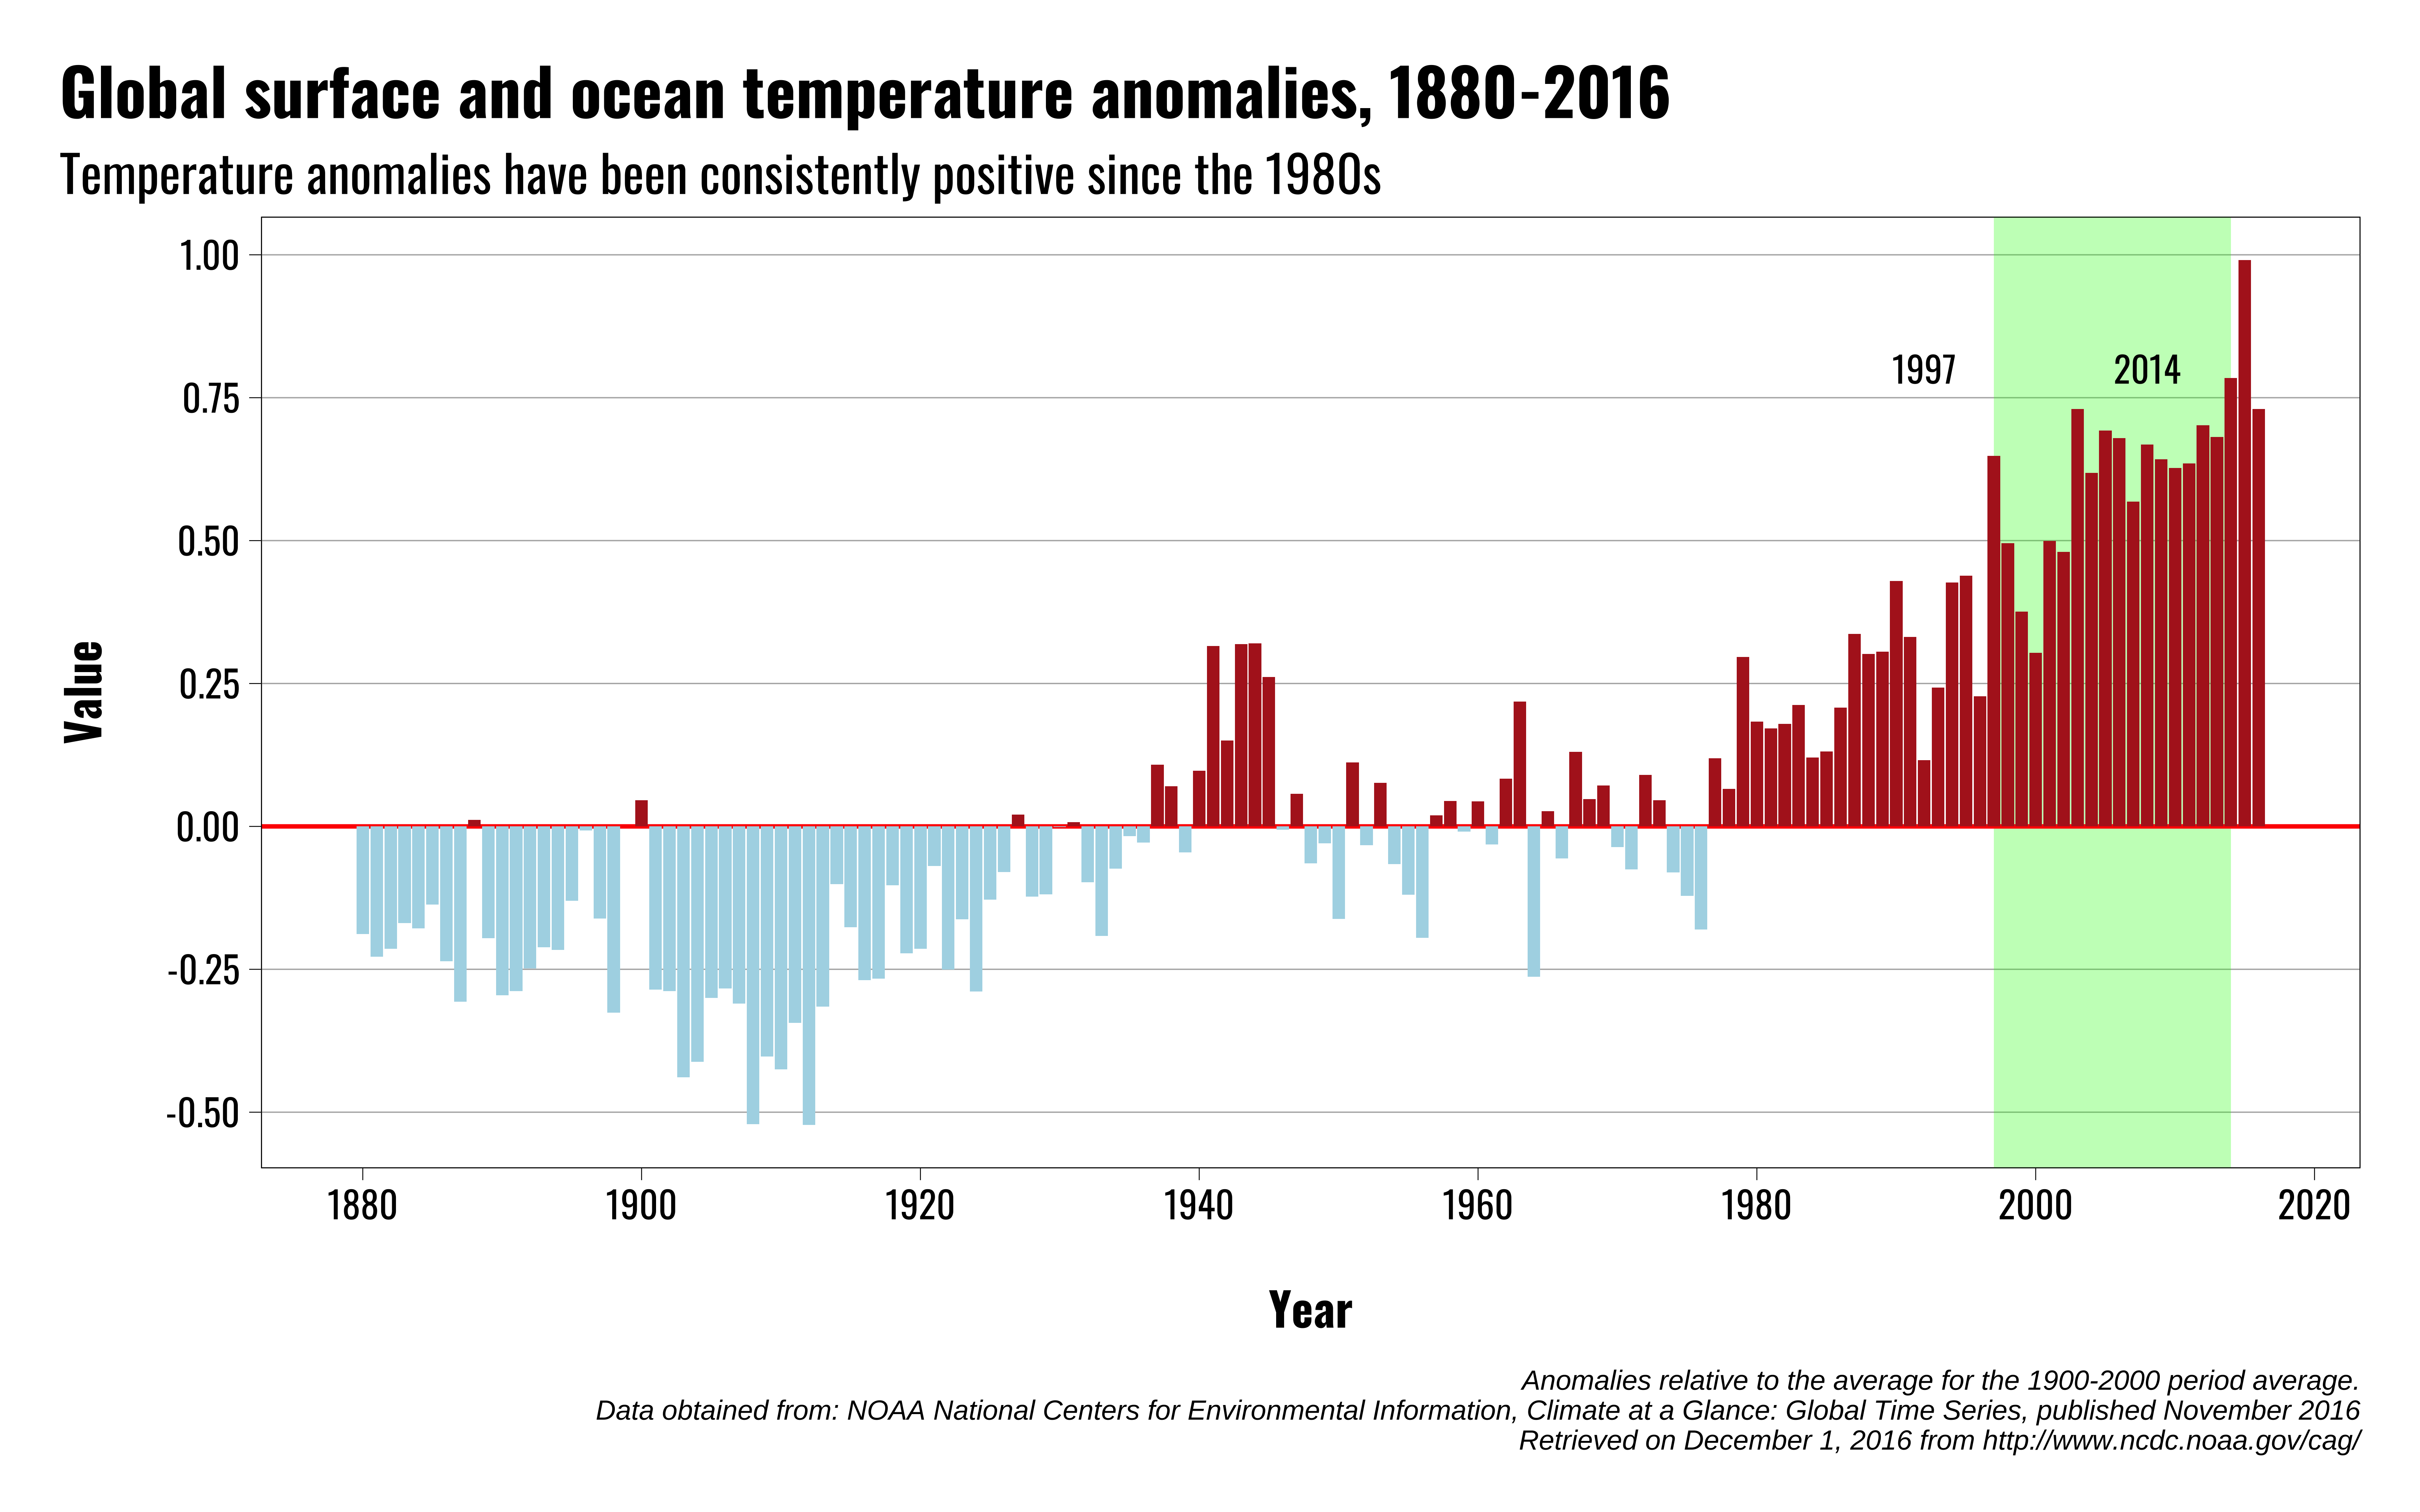 Global surface and ocean temperature anomalies, 1880-2016
Temperature anomalies have been consistently positive since the 1980s
1.00
1997
2014
0.75
0.50
0.25
Value
0.00
-0.25
-0.50
1880
1900
1920
1940
1960
1980
2000
2020
Year
Anomalies relative to the average for the 1900-2000 period average.
Data obtained from: NOAA National Centers for Environmental Information, Climate at a Glance: Global Time Series, published November 2016
Retrieved on December 1, 2016 from http://www.ncdc.noaa.gov/cag/